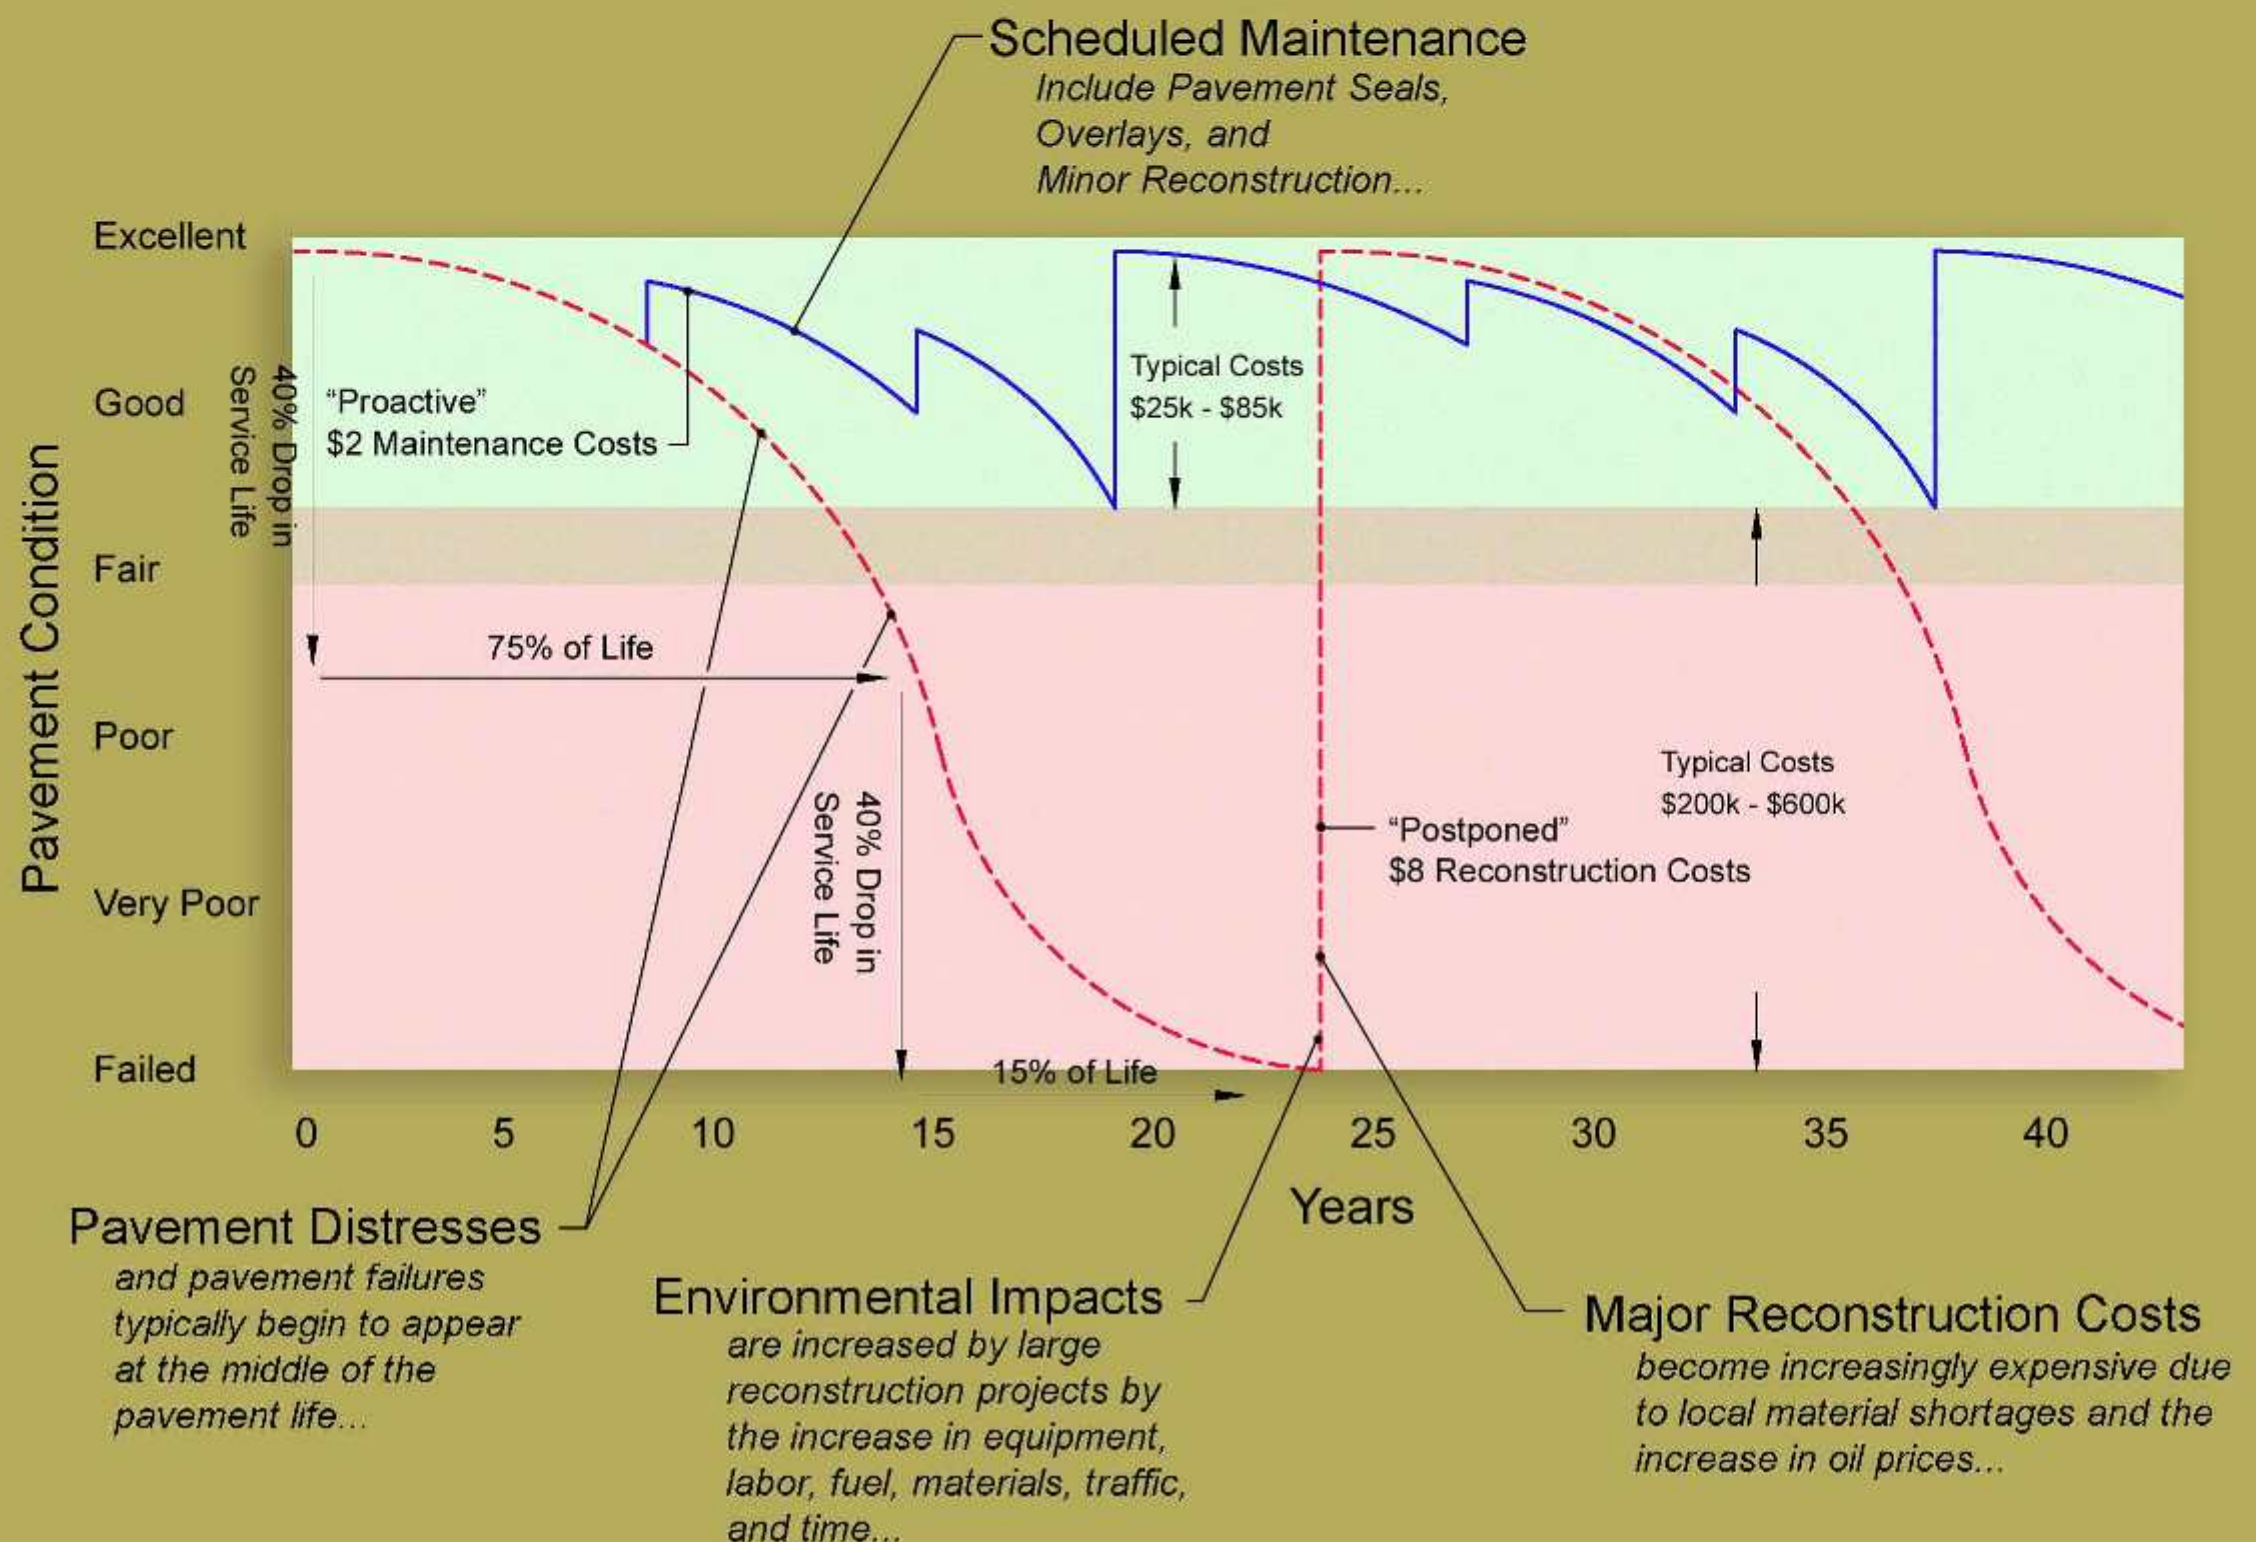 Scheduled Maintenance
Include Pavement Seals,
Overlays, and
Minor Reconstruction...
Pavement Condition
Excellent
Good
Fair
Poor
Very Poor
Failed
40% Drop in
Service Life
“Proactive”
$2 Maintenance Costs
Typical Costs
$25k - $85k
75% of Life
40% Drop in
Service Life
15% of Life
“Postponed”
$8 Reconstruction Costs
Typical Costs
$200k - $600k
0 5 10 15 20 25 30 35 40
Years
Pavement Distresses
and pavement failures
typically begin to appear
at the middle of the
pavement life...
Environmental Impacts
are increased by large
reconstruction projects by
the increase in equipment,
labor, fuel, materials, traffic,
and time...
Major Reconstruction Costs
become increasingly expensive due
to local material shortages and the
increase in oil prices...